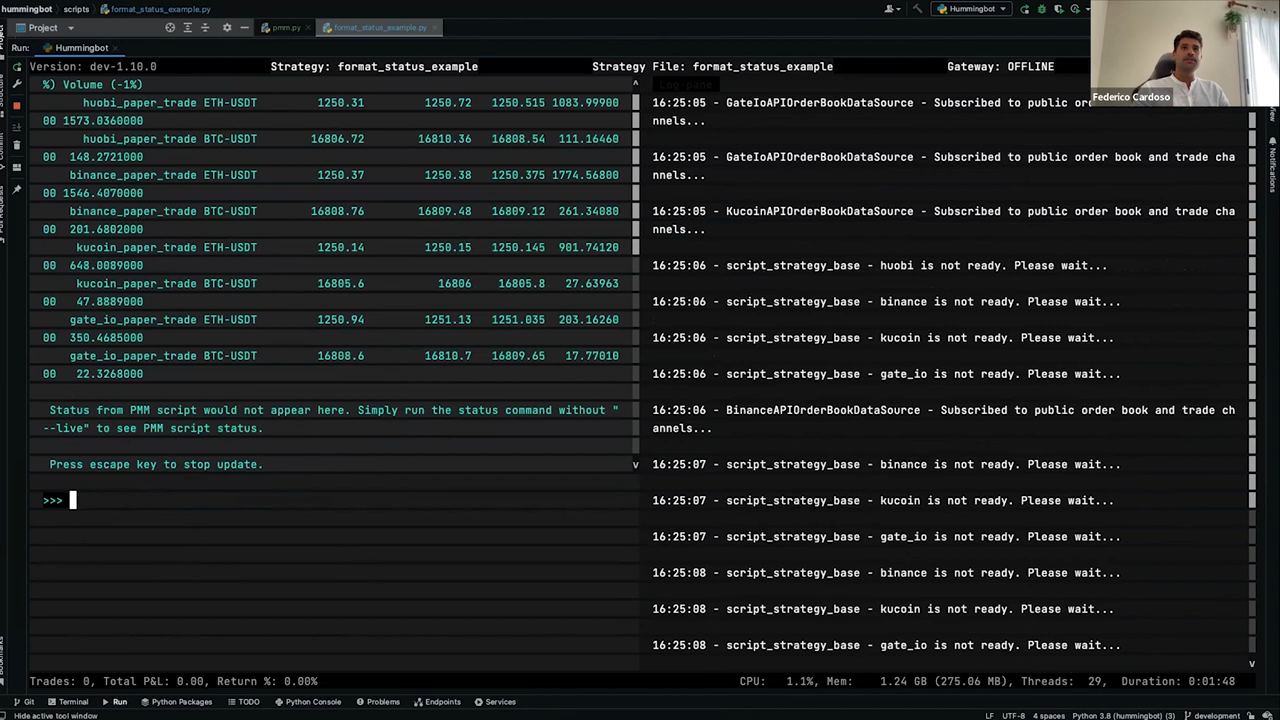 hummingbot
scripts
format_status_example.py
Hummingbot
Project
pmm.py
format_status_example.py
Run:
Hummingbot
Version: dev-1.10.0
Strategy: format_status_example
Strategy File: format_status_example
Gateway: OFFLINE
Federico Cardoso
%) Volume (-1%)
huobi_paper_trade ETH-USDT 1250.31 1250.72 1250.515 1083.99900
00 1573.0360000
huobi_paper_trade BTC-USDT 16806.72 16810.36 16808.54 111.16460
00 148.2721000
binance_paper_trade ETH-USDT 1250.37 1250.38 1250.375 1774.56800
00 1546.4070000
binance_paper_trade BTC-USDT 16808.76 16809.48 16809.12 261.34080
00 201.6802000
kucoin_paper_trade ETH-USDT 1250.14 1250.15 1250.145 901.74120
00 648.0089000
kucoin_paper_trade BTC-USDT 16805.6 16806 16805.8 27.63963
00 47.8889000
gate_io_paper_trade ETH-USDT 1250.94 1251.13 1251.035 203.16260
00 350.4685000
gate_io_paper_trade BTC-USDT 16808.6 16810.7 16809.65 17.77010
00 22.3268000
Status from PMM script would not appear here. Simply run the status command without "
--live" to see PMM script status.
Press escape key to stop update.
>>>
Log-pane
16:25:05 - GateIoAPIOrderBookDataSource - Subscribed to public or
nnels...
16:25:05 - GateIoAPIOrderBookDataSource - Subscribed to public order book and trade cha
nnels...
16:25:05 - KucoinAPIOrderBookDataSource - Subscribed to public order book and trade cha
nnels...
16:25:06 - script_strategy_base - huobi is not ready. Please wait...
16:25:06 - script_strategy_base - binance is not ready. Please wait...
16:25:06 - script_strategy_base - kucoin is not ready. Please wait...
16:25:06 - script_strategy_base - gate_io is not ready. Please wait...
16:25:06 - BinanceAPIOrderBookDataSource - Subscribed to public order book and trade ch
annels...
16:25:07 - script_strategy_base - binance is not ready. Please wait...
16:25:07 - script_strategy_base - kucoin is not ready. Please wait...
16:25:07 - script_strategy_base - gate_io is not ready. Please wait...
16:25:08 - script_strategy_base - binance is not ready. Please wait...
16:25:08 - script_strategy_base - kucoin is not ready. Please wait...
16:25:08 - script_strategy_base - gate_io is not ready. Please wait...
Trades: 0, Total P&L: 0.00, Return %: 0.00%
CPU: 1.1%, Mem: 1.24 GB (275.06 MB), Threads: 29, Duration: 0:01:48
Notifications
Git
Terminal
Run
Python Packages
TODO
Python Console
Problems
Endpoints
Services
Hide active tool window
LF UTF-8 4 spaces Python 3.8 (hummingbot) (3) development